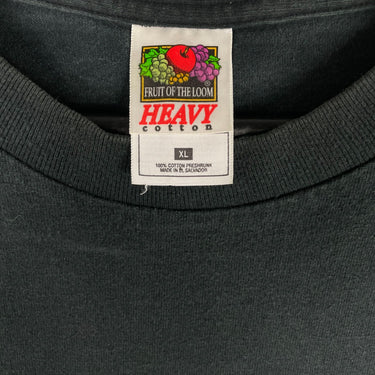 FRUIT OF THE LOOM
HEAVY
cotton
XL
100% COTTON PRESHRUNK
MADE IN EL SALVADOR